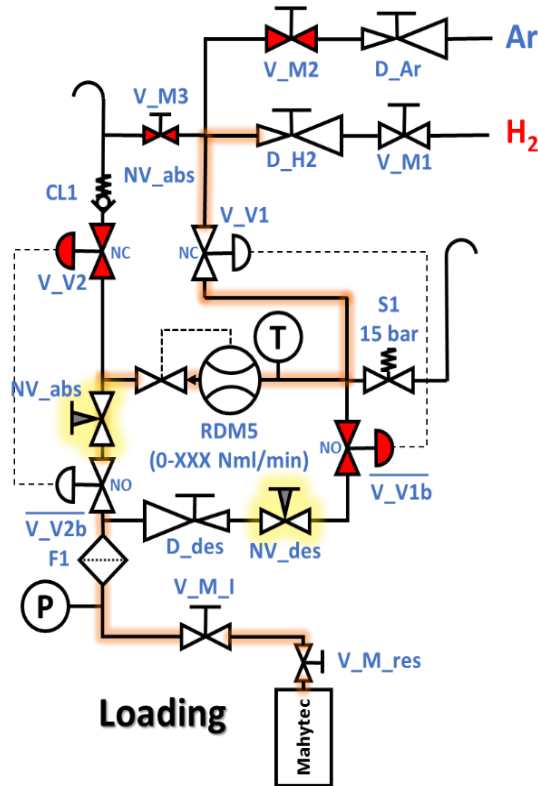 Ar
V_M2
D_Ar
V_M3
H2
NV_abs
D_H2
V_M1
CL1
V_V1
NC
NC
V_V2
S1
T
15 bar
NV_abs
RDM5
(0-XXX Nml/min)
NO
NO
V_V1b
V_V2b
D_des
NV_des
F1
V_M_I
P
V_M_res
Loading
Mahytec